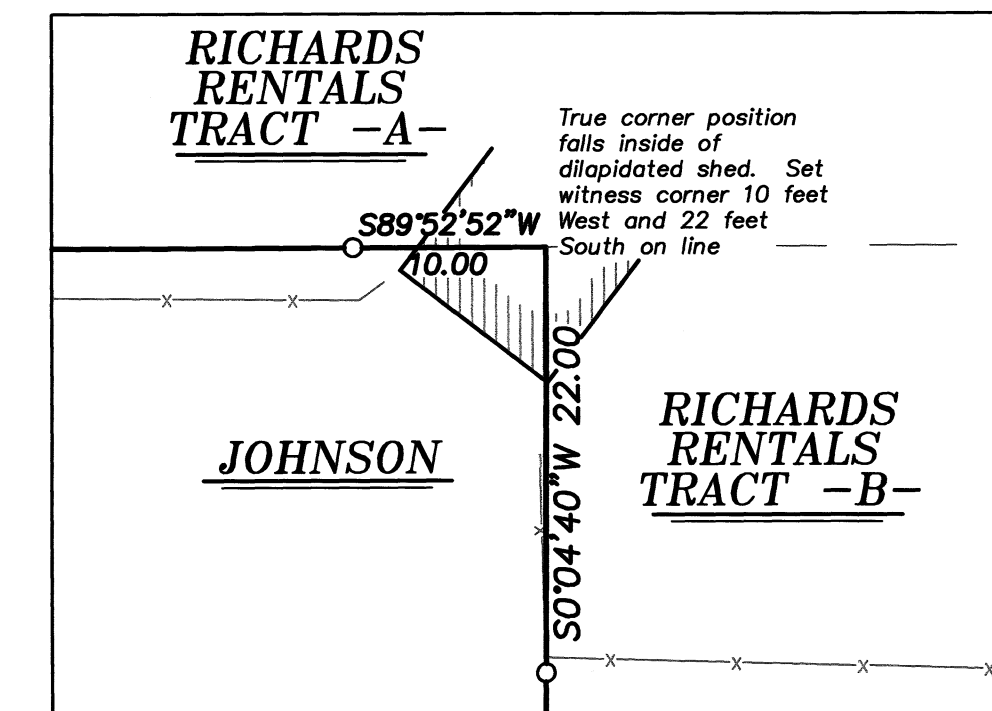 RICHARDS
RENTALS
TRACT -A-
True corner position
falls inside of
dilapidated shed. Set
witness corner 10 feet
West and 22 feet
South on line
S89°52'52"W
10.00
S0°04'40"W 22.00
JOHNSON
RICHARDS
RENTALS
TRACT -B-